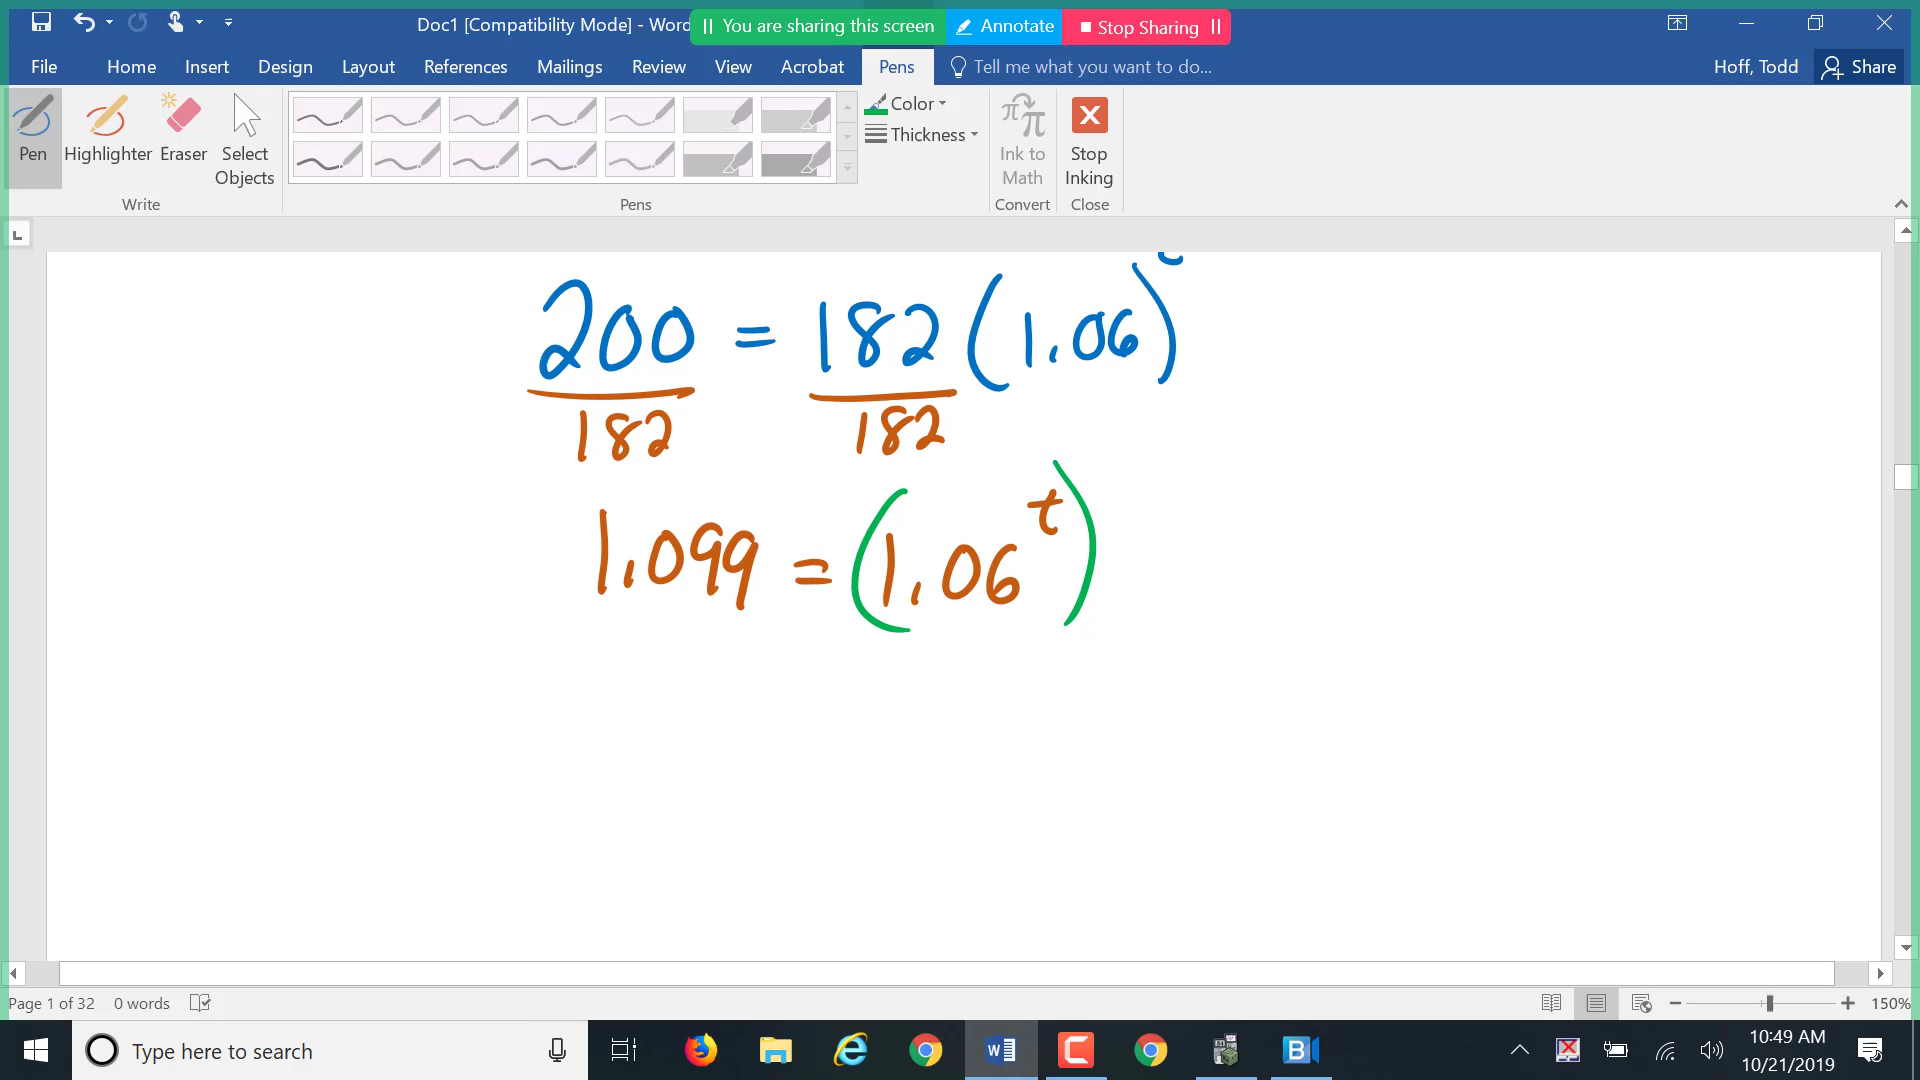 Doc1 [Compatibility Mode] - Word
You are sharing this screen
Annotate
Stop Sharing
File Home Insert Design Layout References Mailings Review View Acrobat Pens Tell me what you want to do... Hoff, Todd Share
Pen Highlighter Eraser Select Objects
Color
Thickness
Ink to Math
Stop Inking
Write Pens Convert Close
200 = 182 (1.06)
182 182
1.099 = (1.06^t)
Page 1 of 32 0 words 150%
Type here to search
10:49 AM
10/21/2019